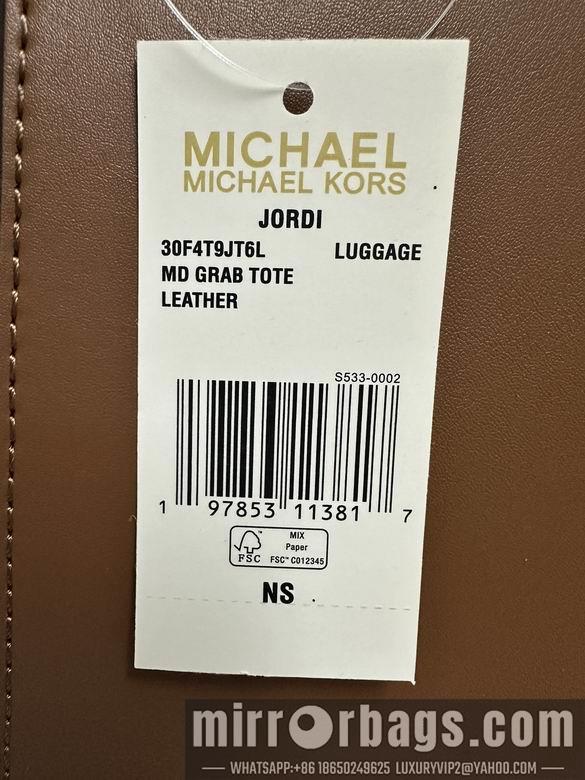 MICHAEL
MICHAEL KORS
JORDI
30F4T9JT6L LUGGAGE
MD GRAB TOTE
LEATHER
S533-0002
1 97853 11381 7
FSC™
MIX
Paper
FSC™ C012345
NS
mirrorbags.com
WHATSAPP:+86 18650249625 LUXURYVIP2@YAHOO.COM